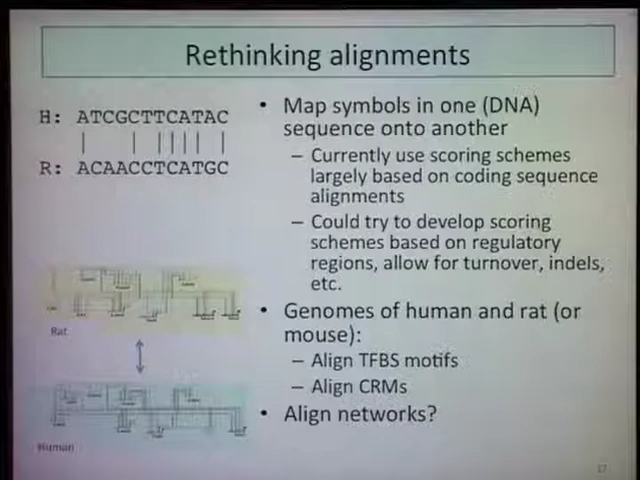 Rethinking alignments
H: ATCGCTTCATAC
R: ACAACCTCATGC
• Map symbols in one (DNA)
sequence onto another
– Currently use scoring schemes
largely based on coding sequence
alignments
– Could try to develop scoring
schemes based on regulatory
regions, allow for turnover, indels,
etc.
• Genomes of human and rat (or
mouse):
– Align TFBS motifs
– Align CRMs
• Align networks?
Rat
Human